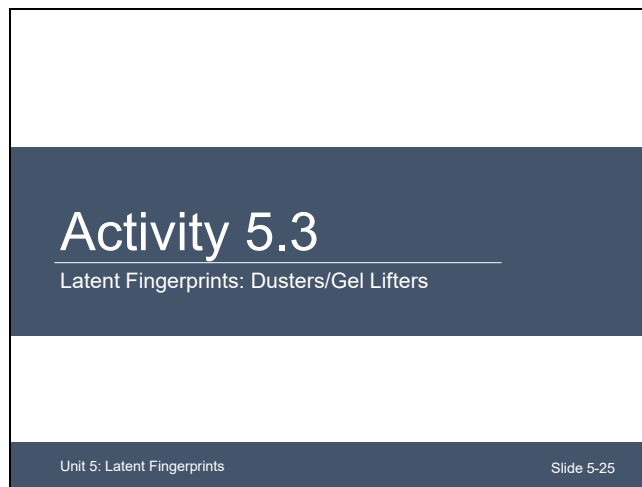 Activity 5.3
Latent Fingerprints: Dusters/Gel Lifters
Unit 5: Latent Fingerprints
Slide 5-25